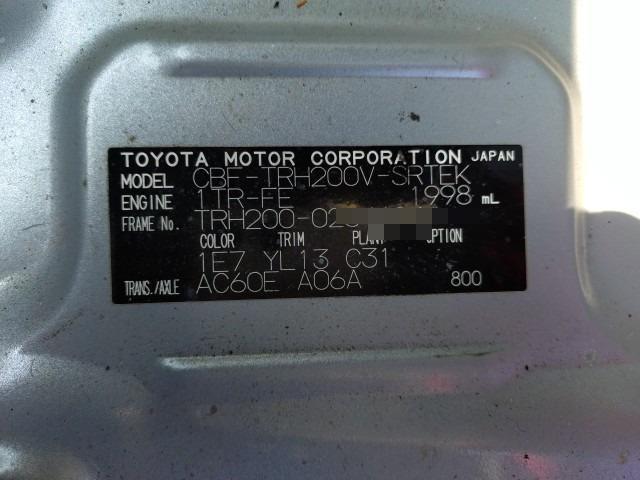 TOYOTA MOTOR CORPORATION JAPAN
MODEL CBF-TRH200V-SRTEK
ENGINE 1TR-FE 1998 mL
FRAME No. TRH200-02
COLOR TRIM PLANT OPTION
1E7 YL13 C31
TRANS./AXLE AC60E A06A 800